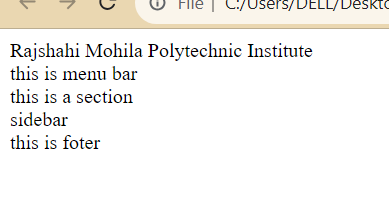 File | C:/Users/DELL/Deskto
Rajshahi Mohila Polytechnic Institute
this is menu bar
this is a section
sidebar
this is foter